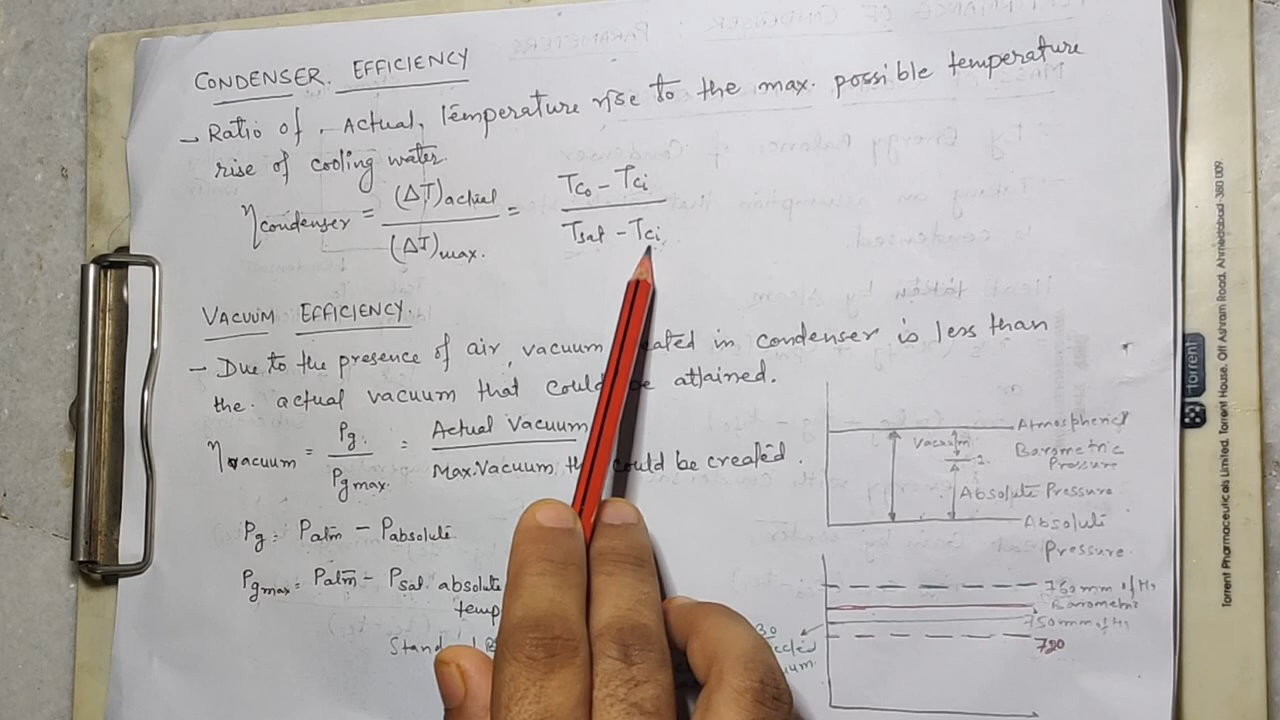 CONDENSER EFFICIENCY
- Ratio of Actual Temperature rise to the max. possible temperature
rise of cooling water.
ηcondenser = (ΔT)actual / (ΔT)max. = Tco - Tci / Tsat - Tci
VACUUM EFFICIENCY.
- Due to the presence of air, vacuum in condenser is less than
the actual vacuum that could be attained.
ηvacuum = Pg / Pgmax = Actual Vacuum / Max. Vacuum could be created.
Pg = Patm - Pabsolute
Pgmax = Patm - Psat absolute
temp
Atmospheric
Barometric
Pressure
Vacuum
Absolute Pressure
Absolute
Pressure.
760 mm of Hg
Barometric
750 mm of Hg
720
30
torrent
Torrent Pharmaceuticals Limited. Torrent House, Off Ashram Road, Ahmedabad-380 009.